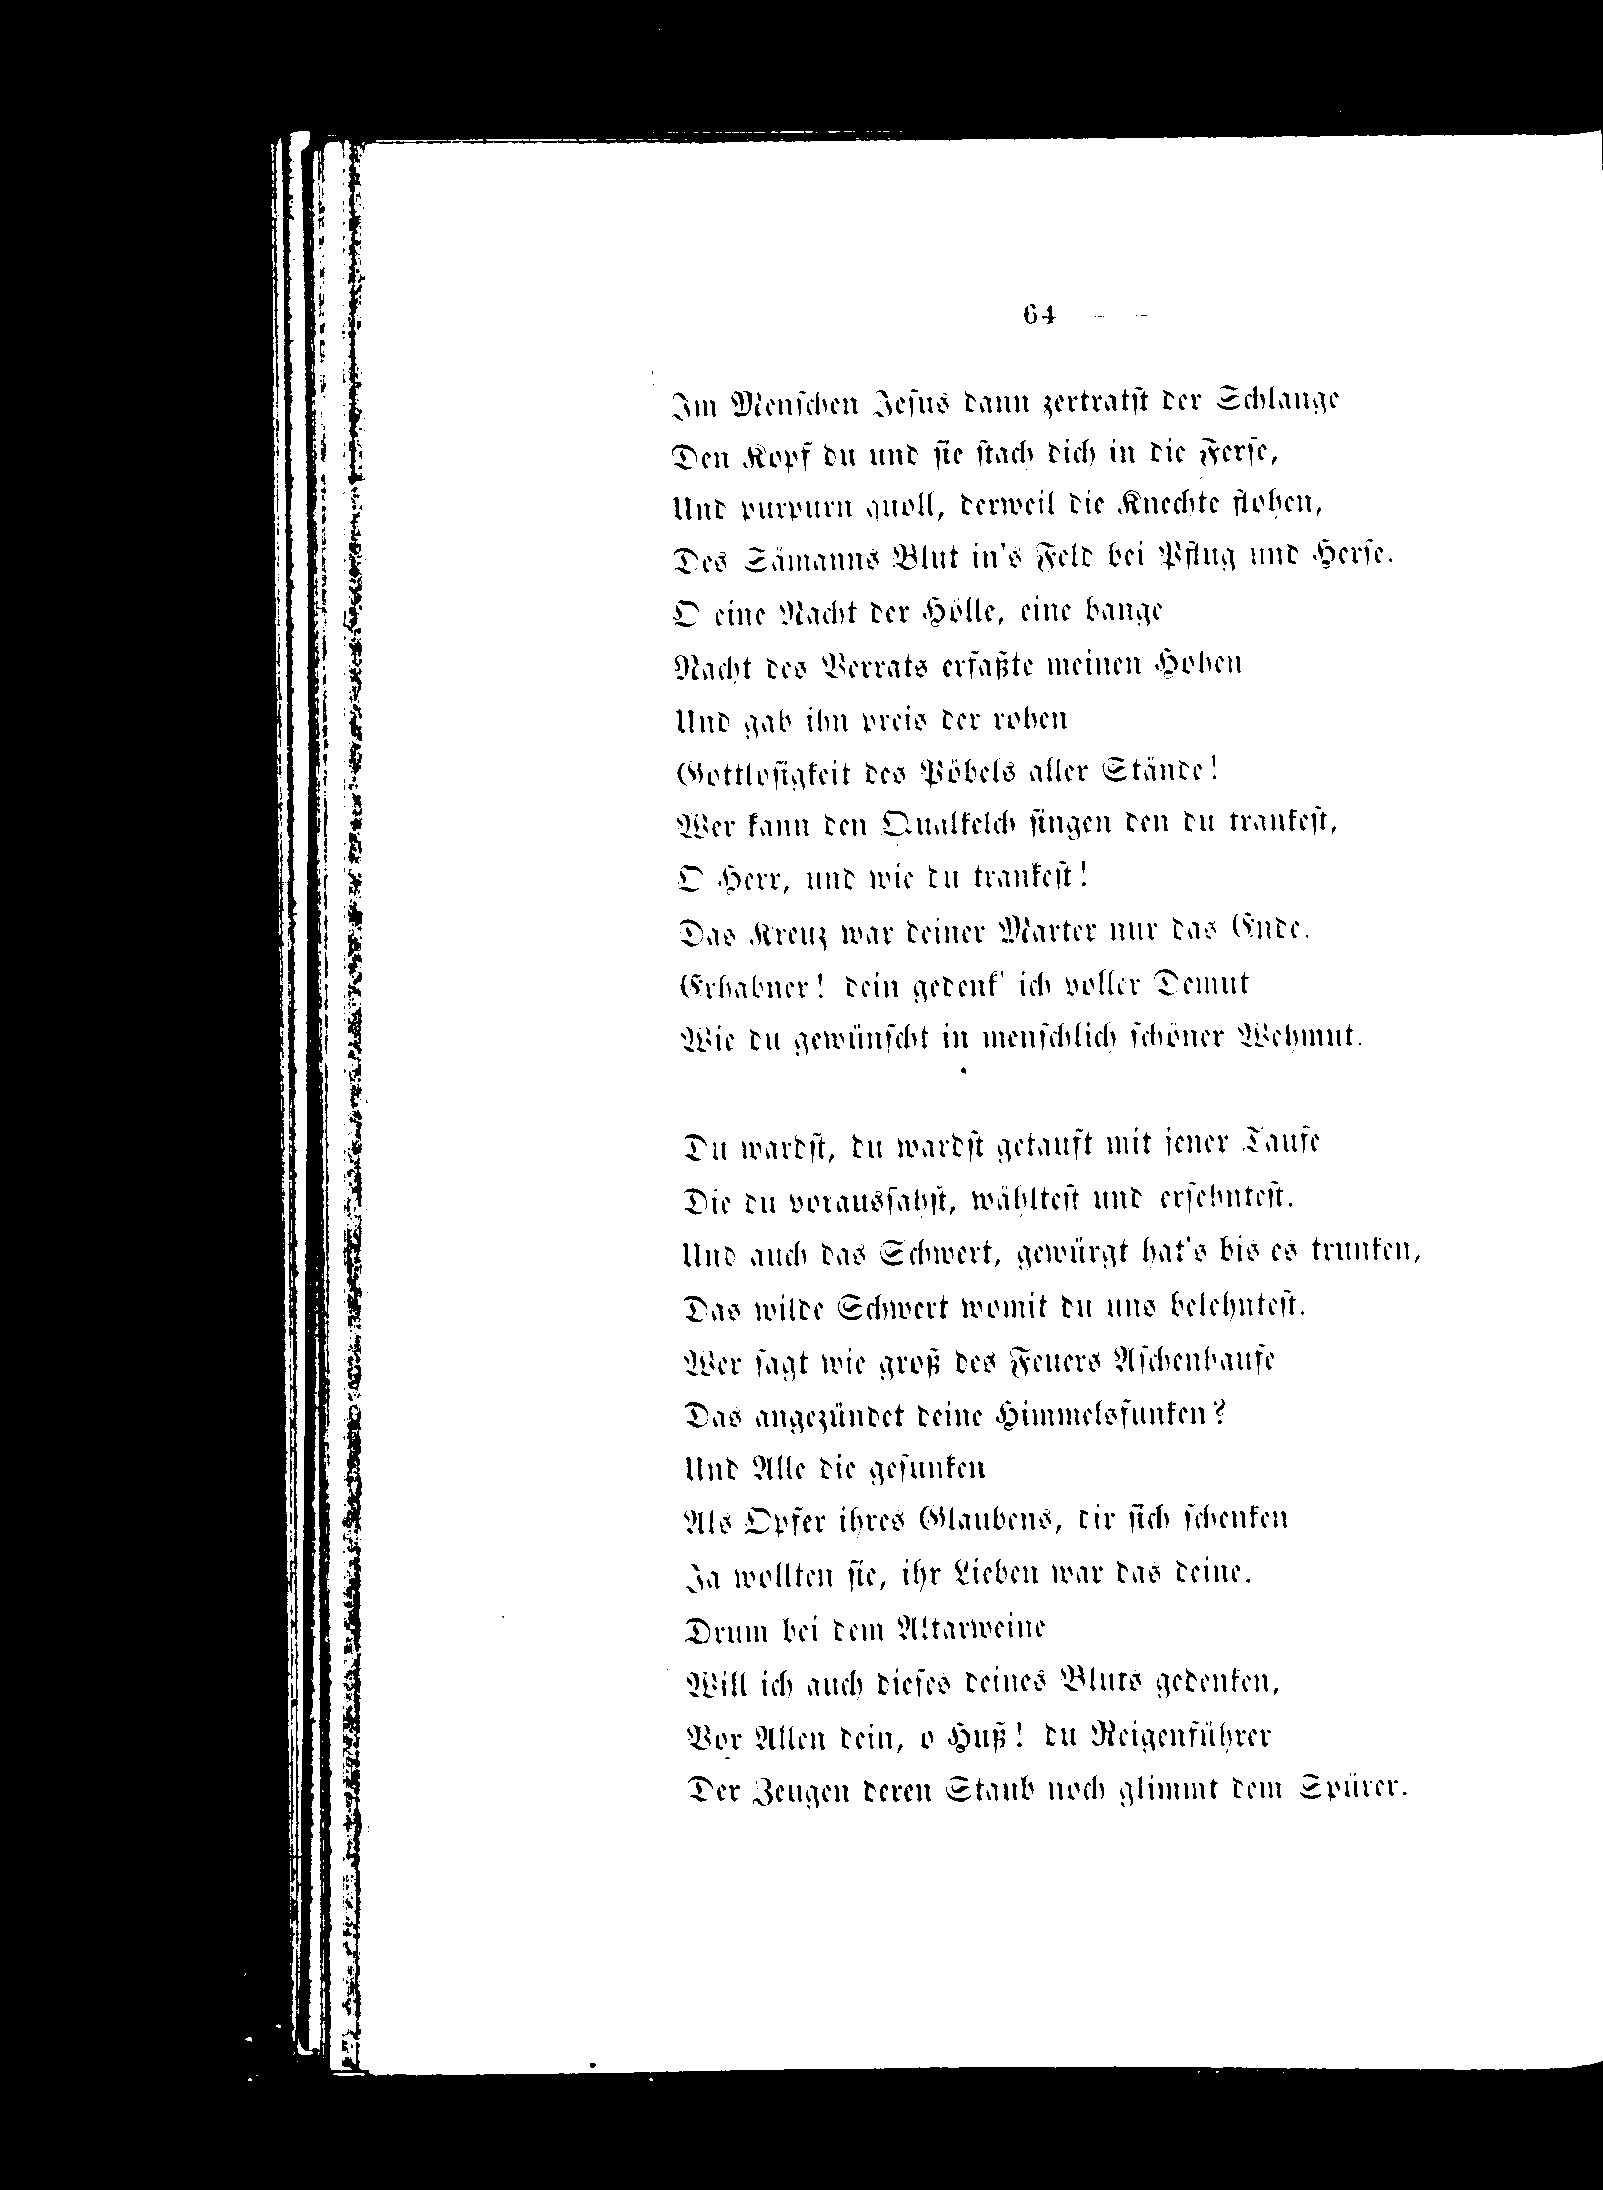 64 — —
Im Menschen Jesus dann zertratst der Schlange
Den Kopf du und sie stach dich in die Ferse,
Und purpurn quoll, derweil die Knechte flohen,
Des Sämanns Blut in's Feld bei Pflug und Herse.
O eine Nacht der Hölle, eine bange
Nacht des Verrats erfaßte meinen Hohen
Und gab ihn preis der rohen
Gottlosigkeit des Pöbels aller Stände!
Wer kann den Qualkelch singen den du trankest,
O Herr, und wie du trankest!
Das Kreuz war deiner Marter nur das Ende.
Erhabner! dein gedenk' ich voller Demut
Wie du gewünscht in menschlich schöner Wehmut.
Du wardst, du wardst getauft mit jener Taufe
Die du voraussahst, wähltest und ersehntest.
Und auch das Schwert, gewürgt hat's bis es trunken,
Das wilde Schwert womit du uns belehntest.
Wer sagt wie groß des Feuers Aschenhaufe
Das angezündet deine Himmelsfunken?
Und Alle die gesunken
Als Opfer ihres Glaubens, dir sich schenken
Ja wollten sie, ihr Lieben war das deine.
Drum bei dem Altarweine
Will ich auch dieses deines Bluts gedenken,
Vor Allen dein, o Huß! du Reigenführer
Der Zeugen deren Staub noch glimmt dem Spürer.